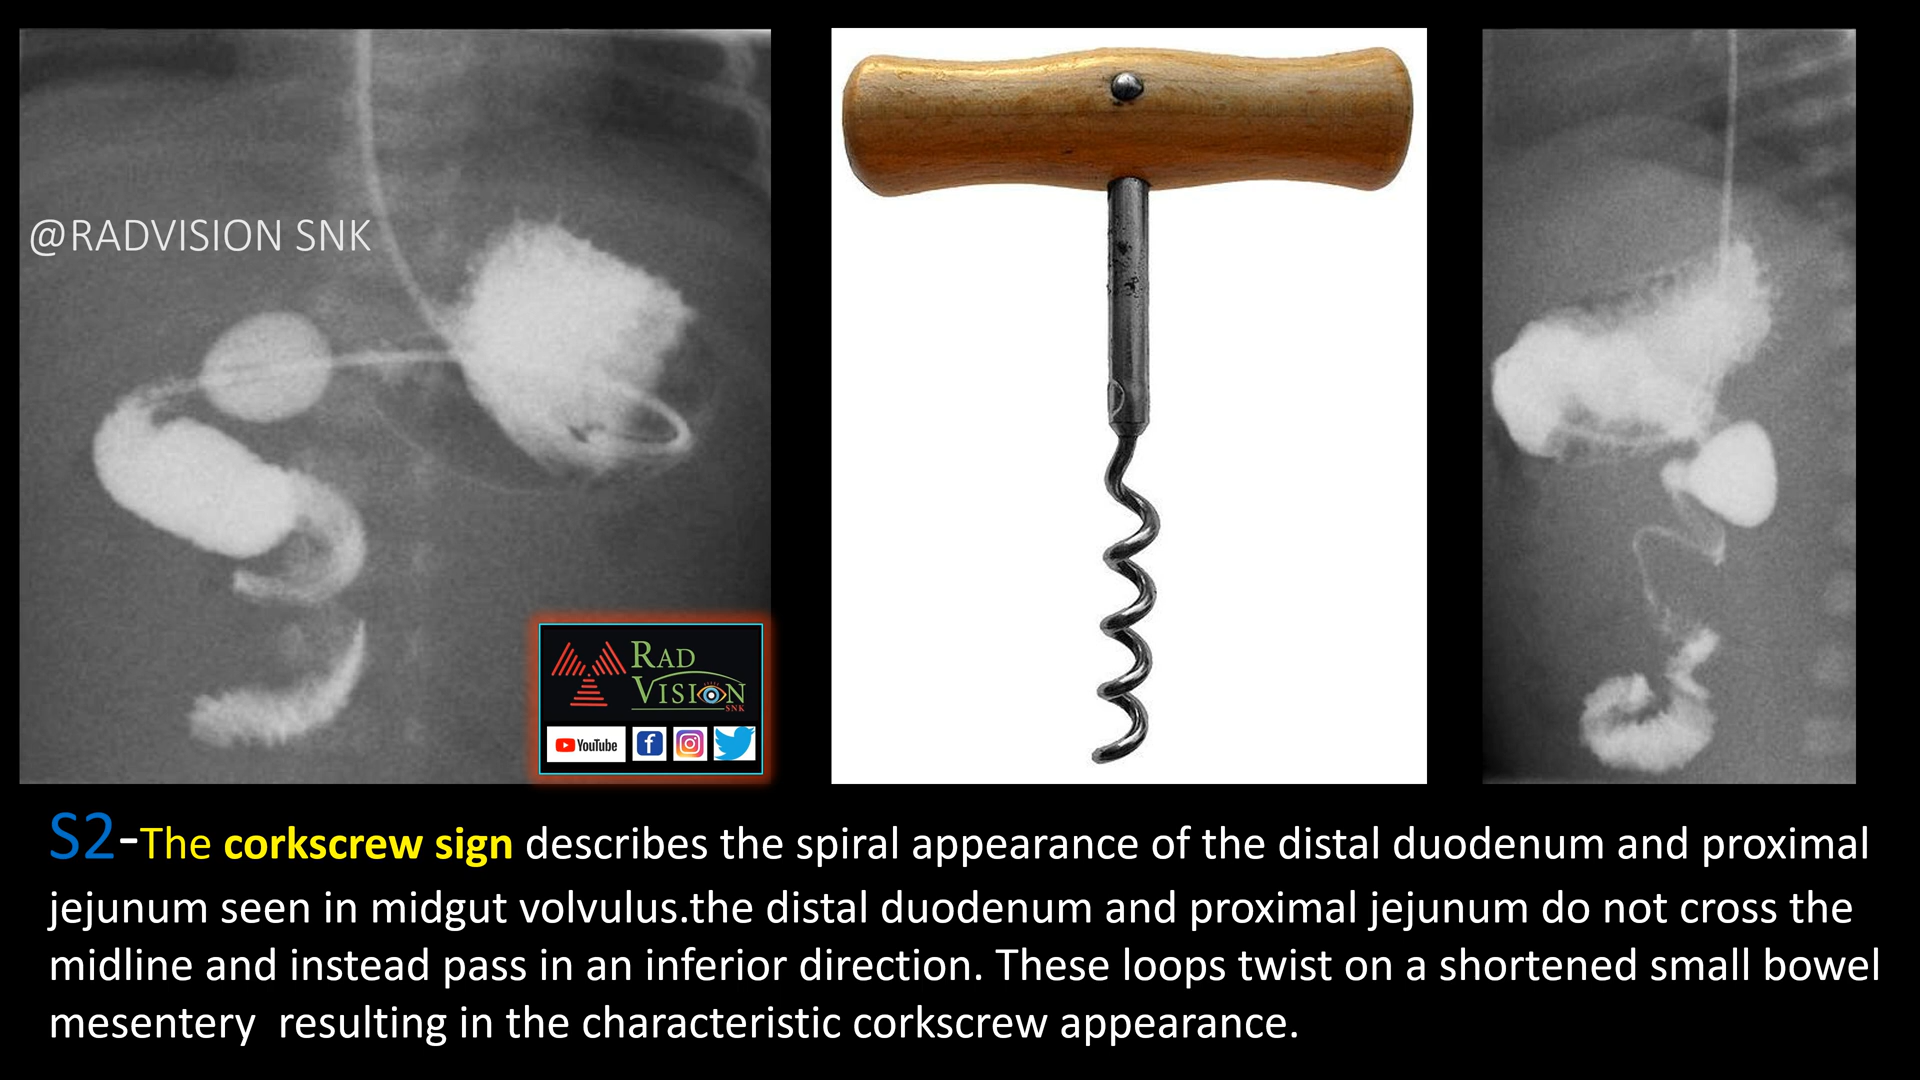 @RADVISION SNK
RAD
VISION
SNK
YouTube
S2-The corkscrew sign describes the spiral appearance of the distal duodenum and proximal
jejunum seen in midgut volvulus.the distal duodenum and proximal jejunum do not cross the
midline and instead pass in an inferior direction. These loops twist on a shortened small bowel
mesentery  resulting in the characteristic corkscrew appearance.